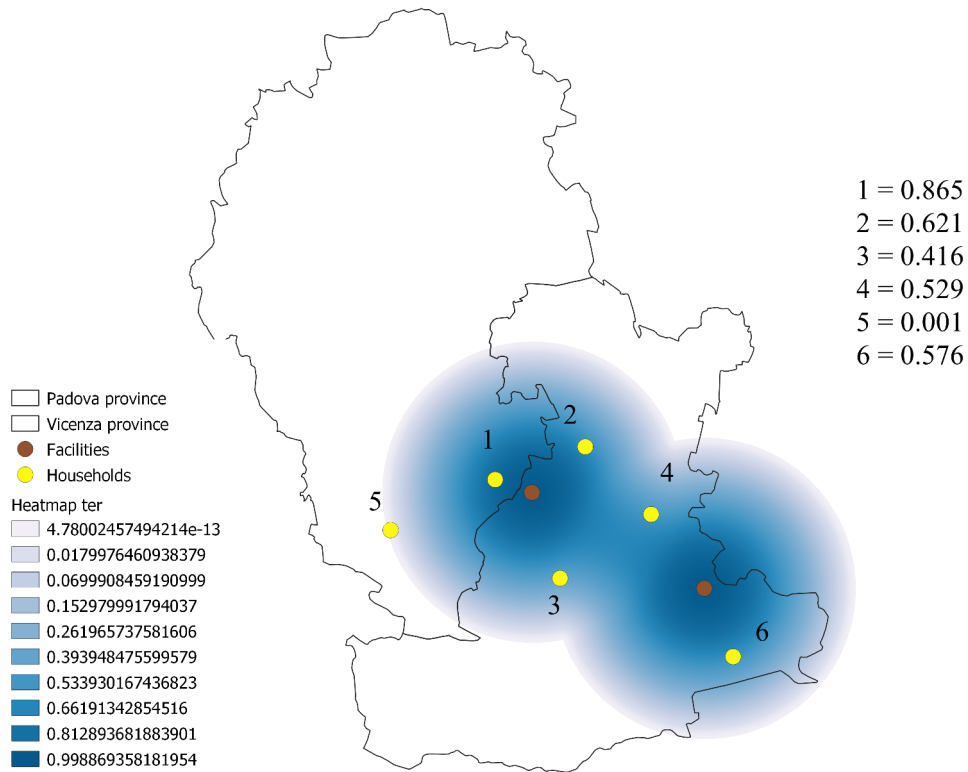 1 = 0.865
2 = 0.621
3 = 0.416
4 = 0.529
5 = 0.001
6 = 0.576
2
1
4
5
3
6
Padova province
Vicenza province
Facilities
Households
Heatmap ter
4.78002457494214e-13
0.0179976460938379
0.0699908459190999
0.152979991794037
0.261965737581606
0.393948475599579
0.533930167436823
0.66191342854516
0.812893681883901
0.998869358181954